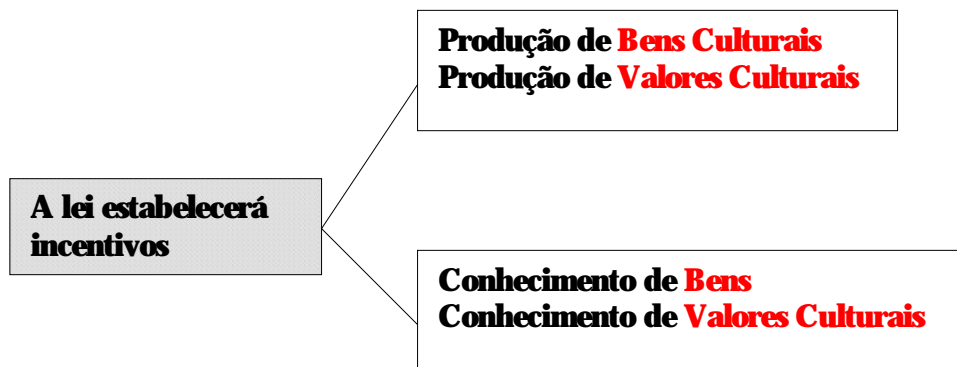 Produção de Bens Culturais
Produção de Valores Culturais
A lei estabelecerá
incentivos
Conhecimento de Bens
Conhecimento de Valores Culturais